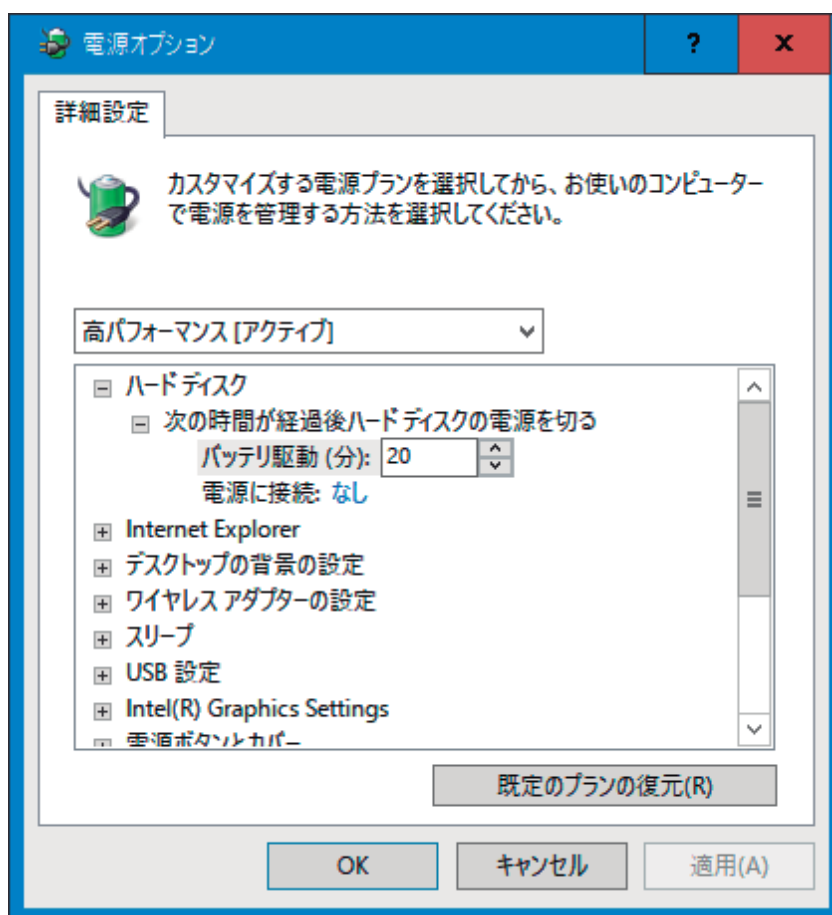 電源オプション
?
x
詳細設定
カスタマイズする電源プランを選択してから、お使いのコンピューター
で電源を管理する方法を選択してください。
高パフォーマンス [アクティブ]
ハード ディスク
次の時間が経過後ハード ディスクの電源を切る
バッテリ駆動 (分): 20
電源に接続: なし
Internet Explorer
デスクトップの背景の設定
ワイヤレス アダプターの設定
スリープ
USB 設定
Intel(R) Graphics Settings
電源ボタンとカバー
既定のプランの復元(R)
OK
キャンセル
適用(A)